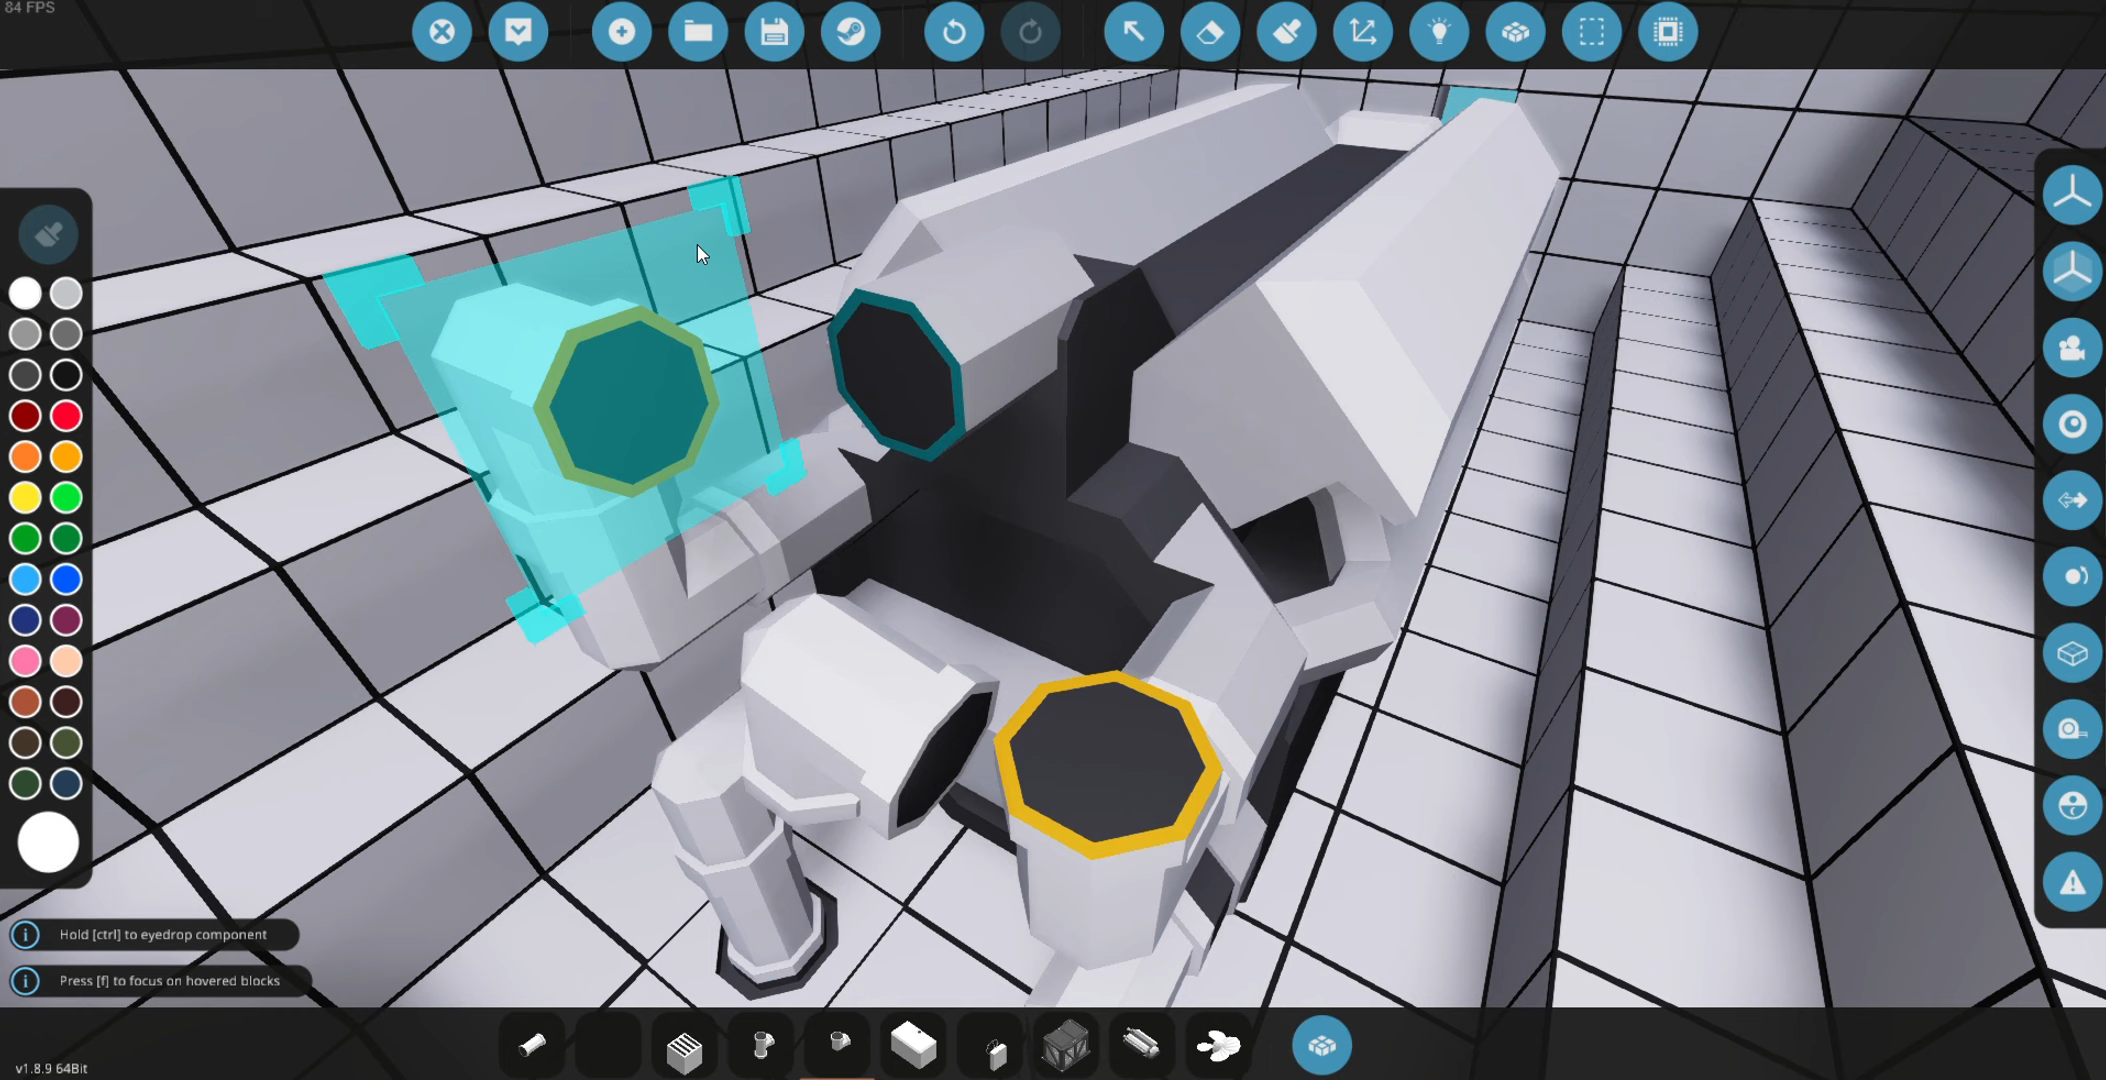 84 FPS
Hold [ctrl] to eyedrop component
Press [f] to focus on hovered blocks
v1.8.9 64Bit